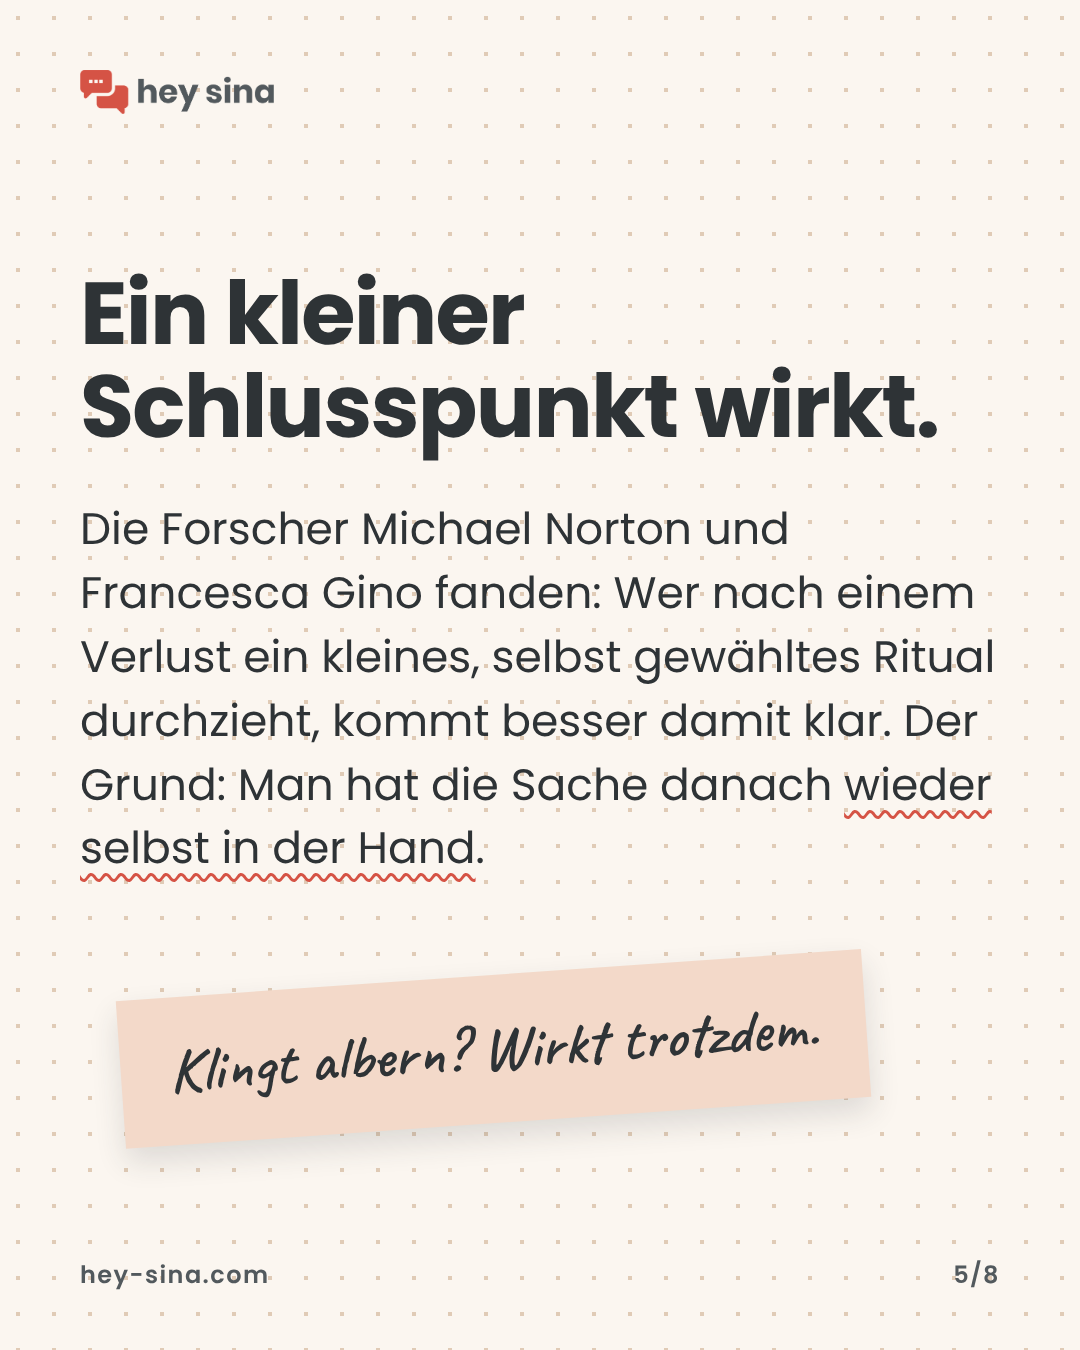 hey sina
Ein kleiner
Schlusspunkt wirkt.
Die Forscher Michael Norton und
Francesca Gino fanden: Wer nach einem
Verlust ein kleines, selbst gewähltes Ritual
durchzieht, kommt besser damit klar. Der
Grund: Man hat die Sache danach wieder
selbst in der Hand.
Klingt albern? Wirkt trotzdem.
hey-sina.com
5/8